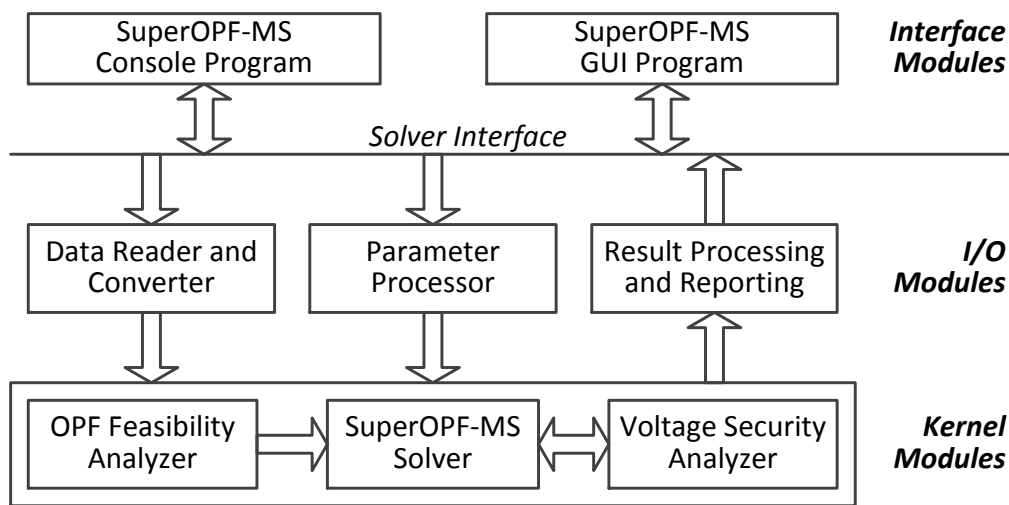 SuperOPF-MS
Console Program
SuperOPF-MS
GUI Program
Interface
Modules
Solver Interface
Data Reader and
Converter
Parameter
Processor
Result Processing
and Reporting
I/O
Modules
OPF Feasibility
Analyzer
SuperOPF-MS
Solver
Voltage Security
Analyzer
Kernel
Modules